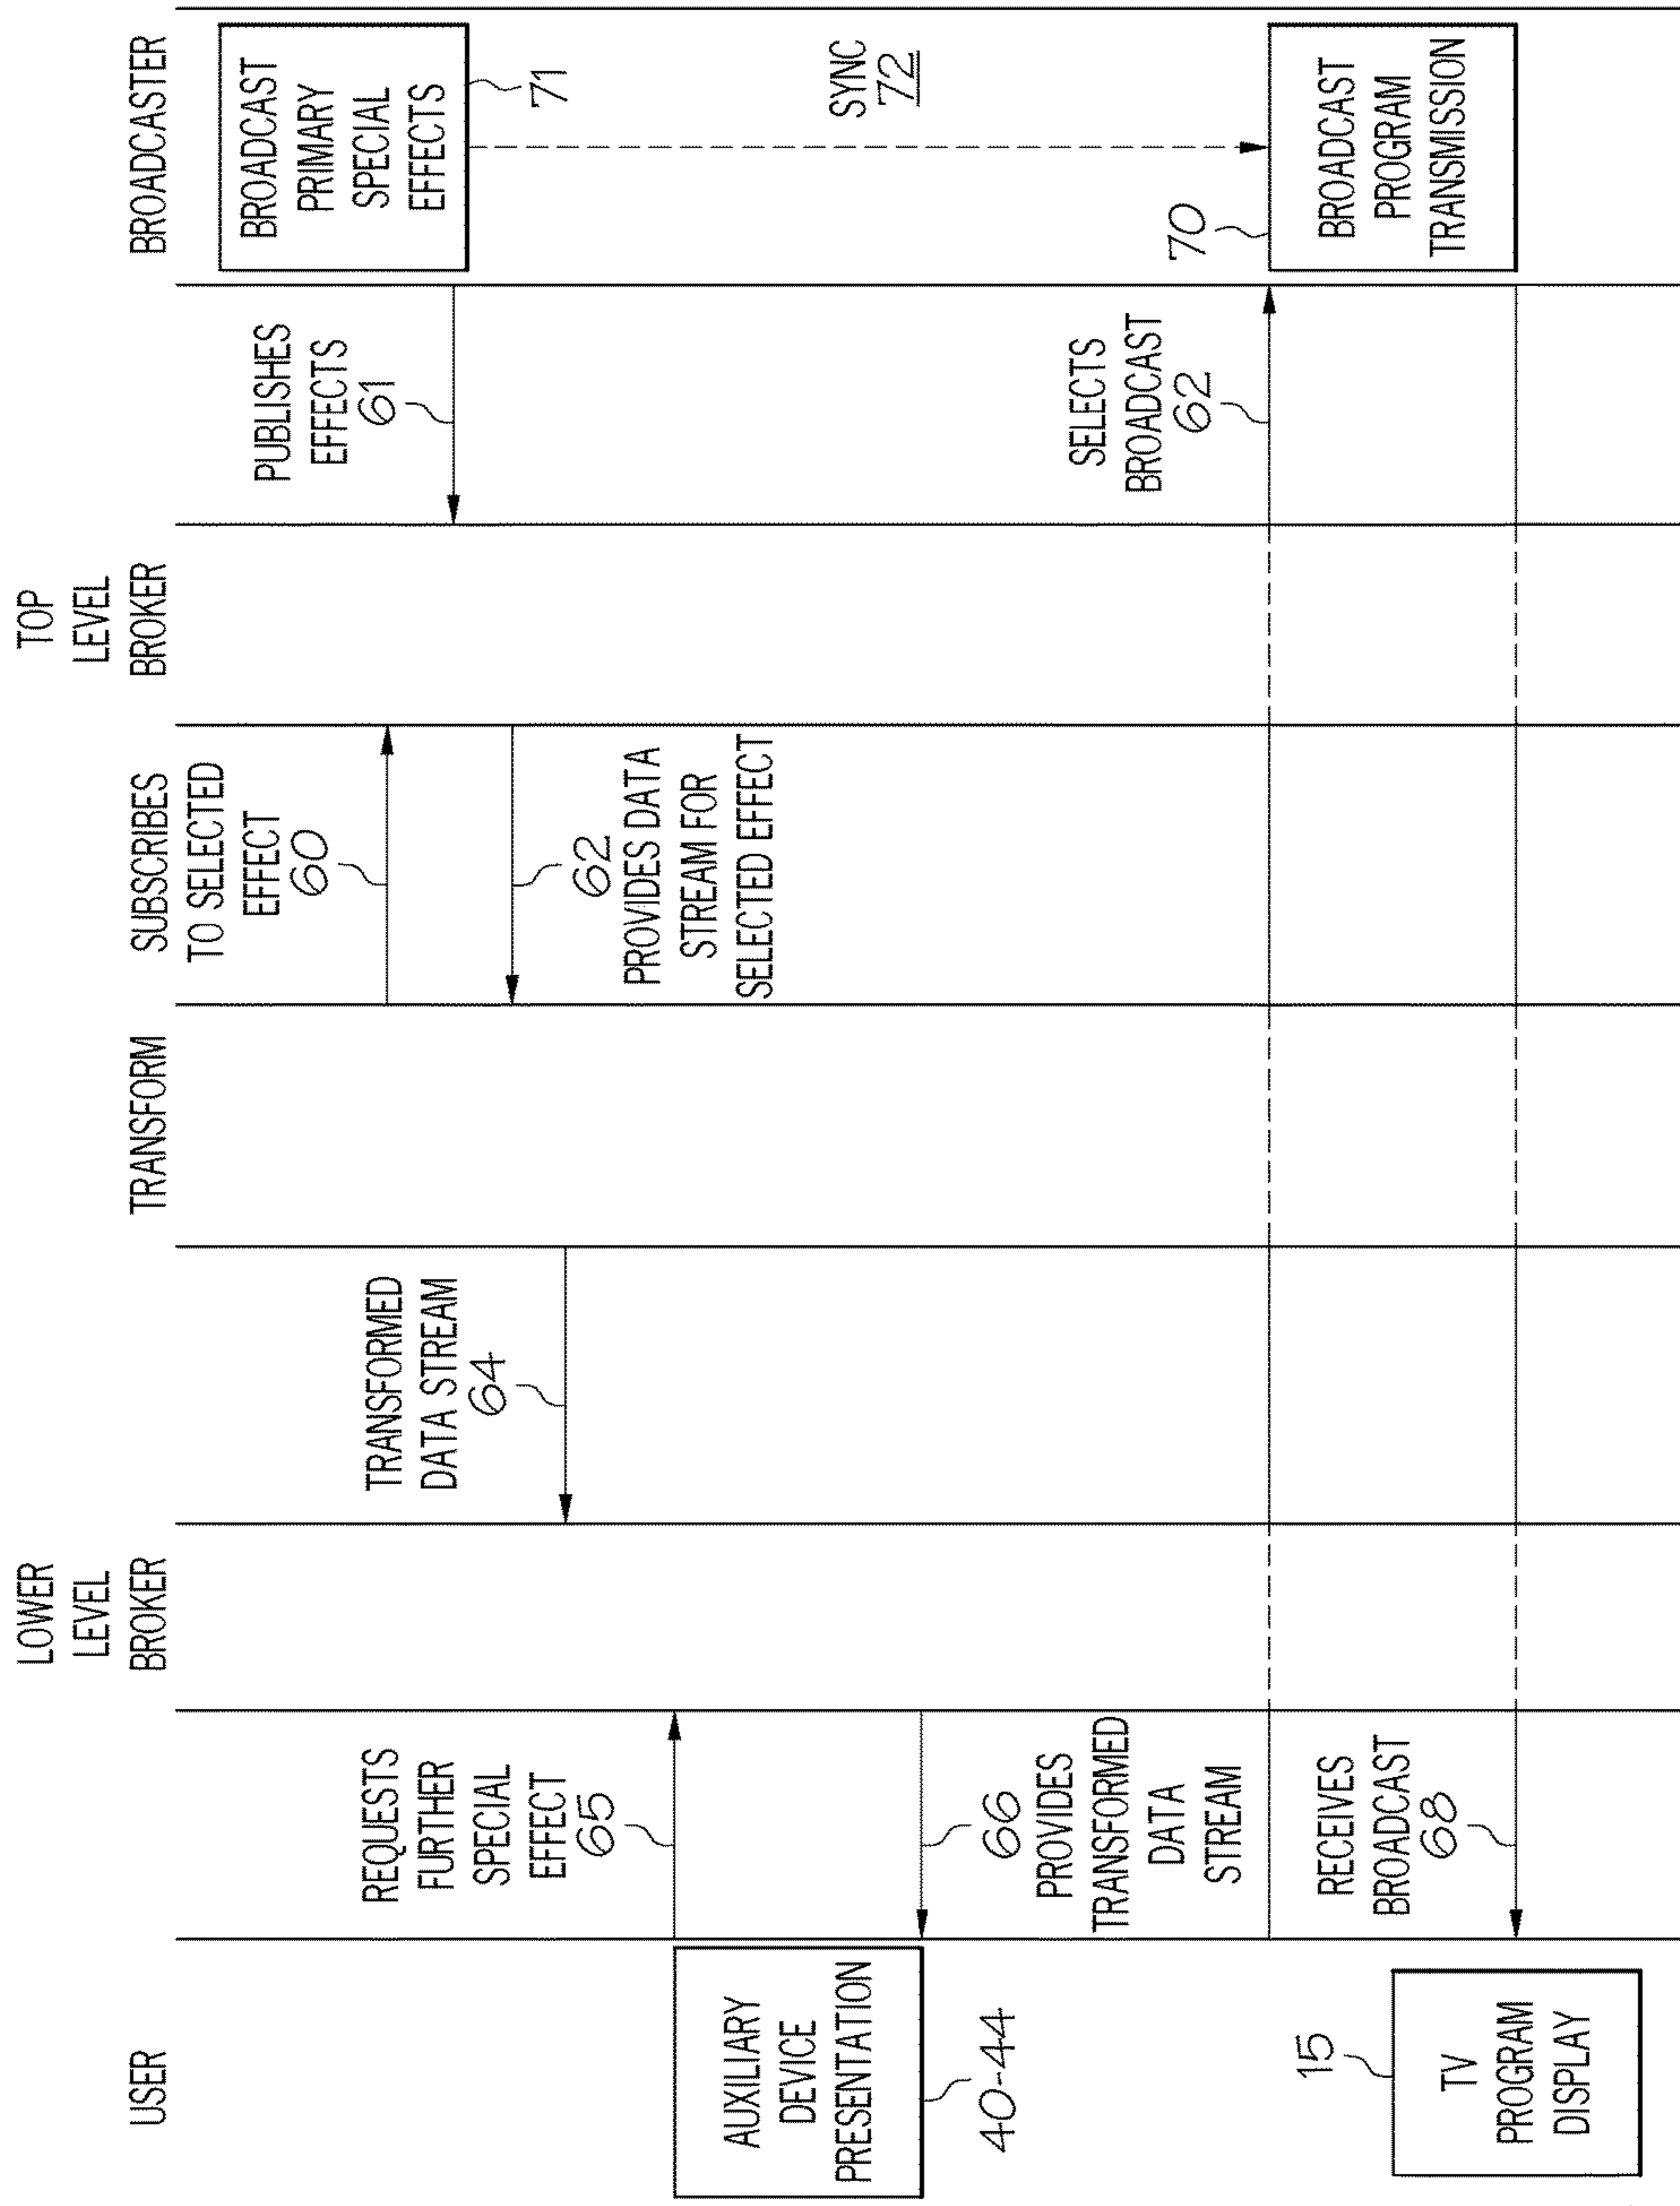 USER
LOWER
LEVEL
BROKER
TRANSFORM
TOP
LEVEL
BROKER
BROADCASTER
SUBSCRIBES
TO SELECTED
EFFECT
60
PUBLISHES
EFFECTS
61
BROADCAST
PRIMARY
SPECIAL
EFFECTS
71
REQUESTS
FURTHER
SPECIAL
EFFECT
65
TRANSFORMED
DATA STREAM
64
62
PROVIDES DATA
STREAM FOR
SELECTED EFFECT
AUXILIARY
DEVICE
PRESENTATION
40-44
66
PROVIDES
TRANSFORMED
DATA
STREAM
SYNC
72
SELECTS
BROADCAST
62
70
BROADCAST
PROGRAM
TRANSMISSION
RECEIVES
BROADCAST
68
15
TV
PROGRAM
DISPLAY